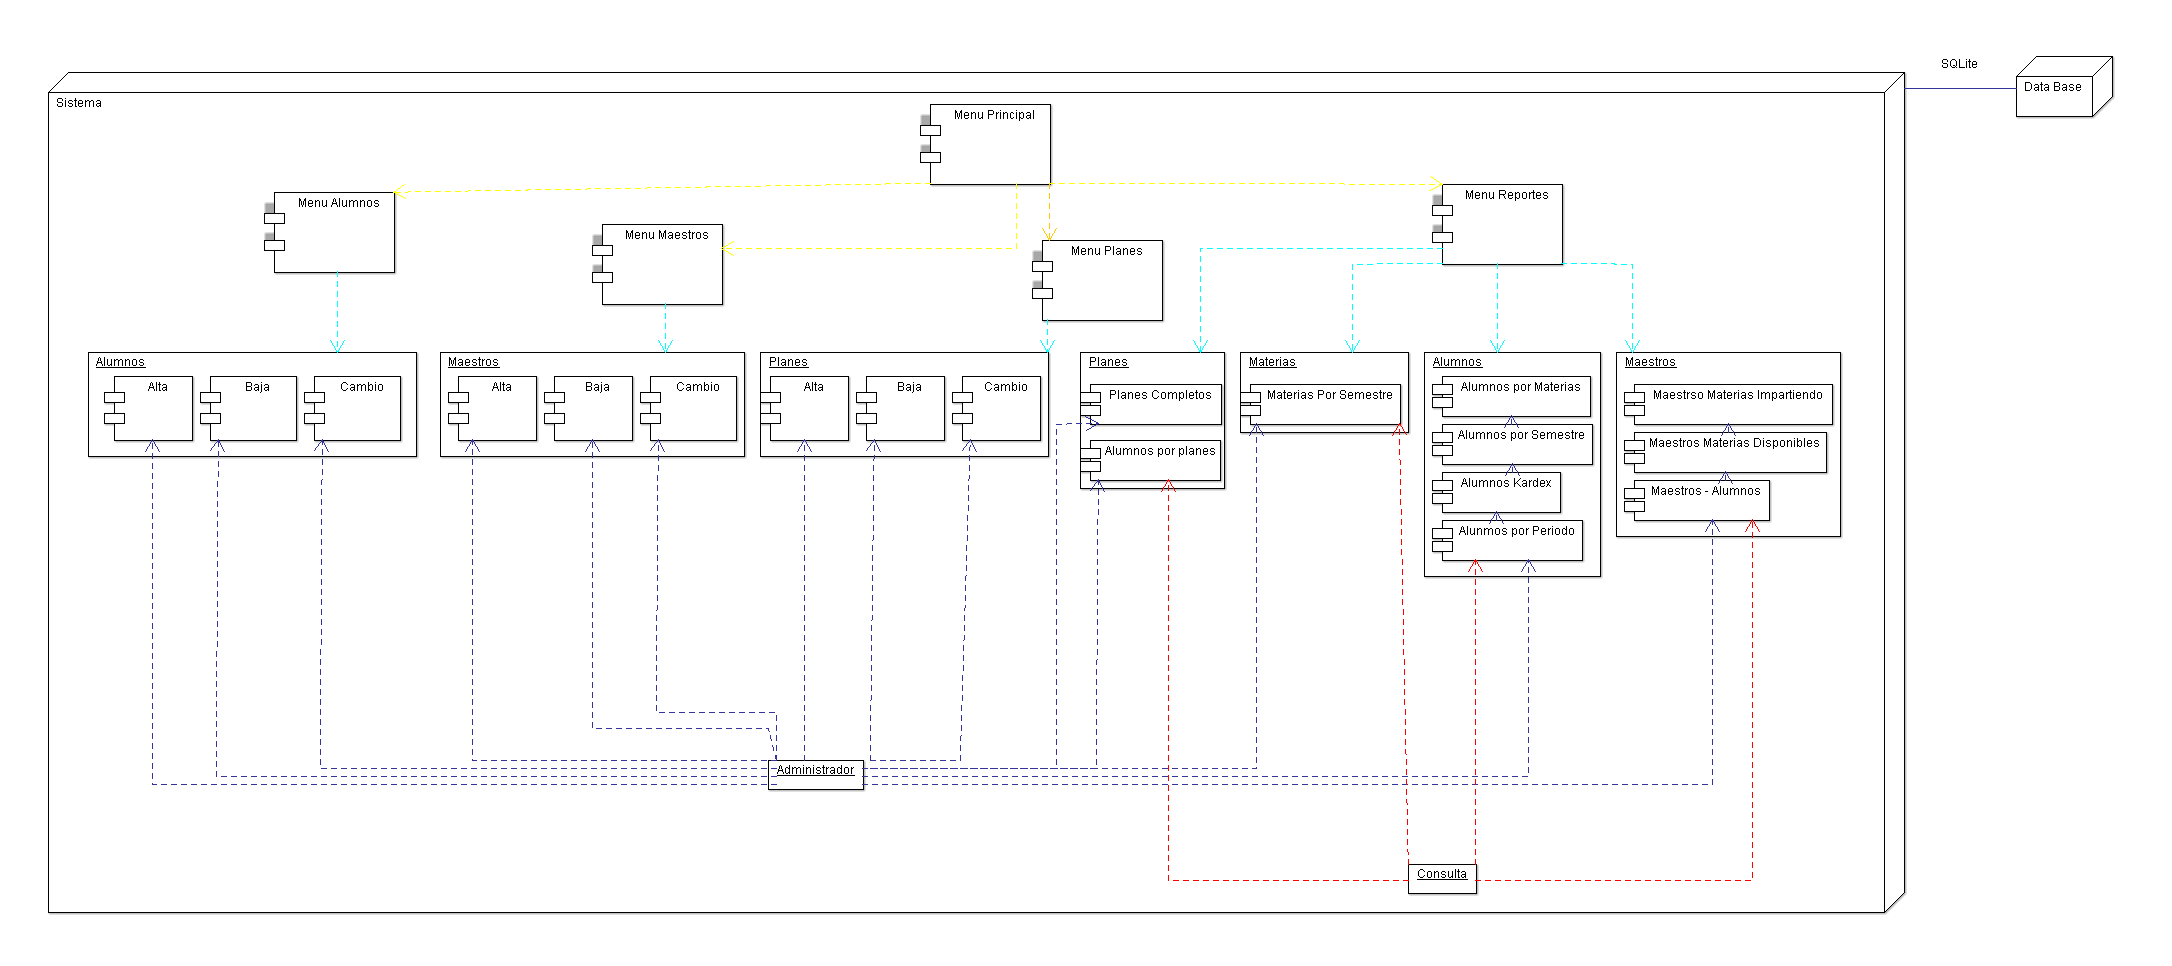 SQLite
Data Base
Sistema
Menu Principal
Menu Alumnos
Menu Reportes
Menu Maestros
Menu Planes
Alumnos
Alta
Baja
Cambio
Maestros
Alta
Baja
Cambio
Planes
Alta
Baja
Cambio
Planes
Planes Completos
Alumnos por planes
Materias
Materias Por Semestre
Alumnos
Alumnos por Materias
Alumnos por Semestre
Alumnos Kardex
Alunmos por Periodo
Maestros
Maestrso Materias Impartiendo
Maestros Materias Disponibles
Maestros - Alumnos
Administrador
Consulta